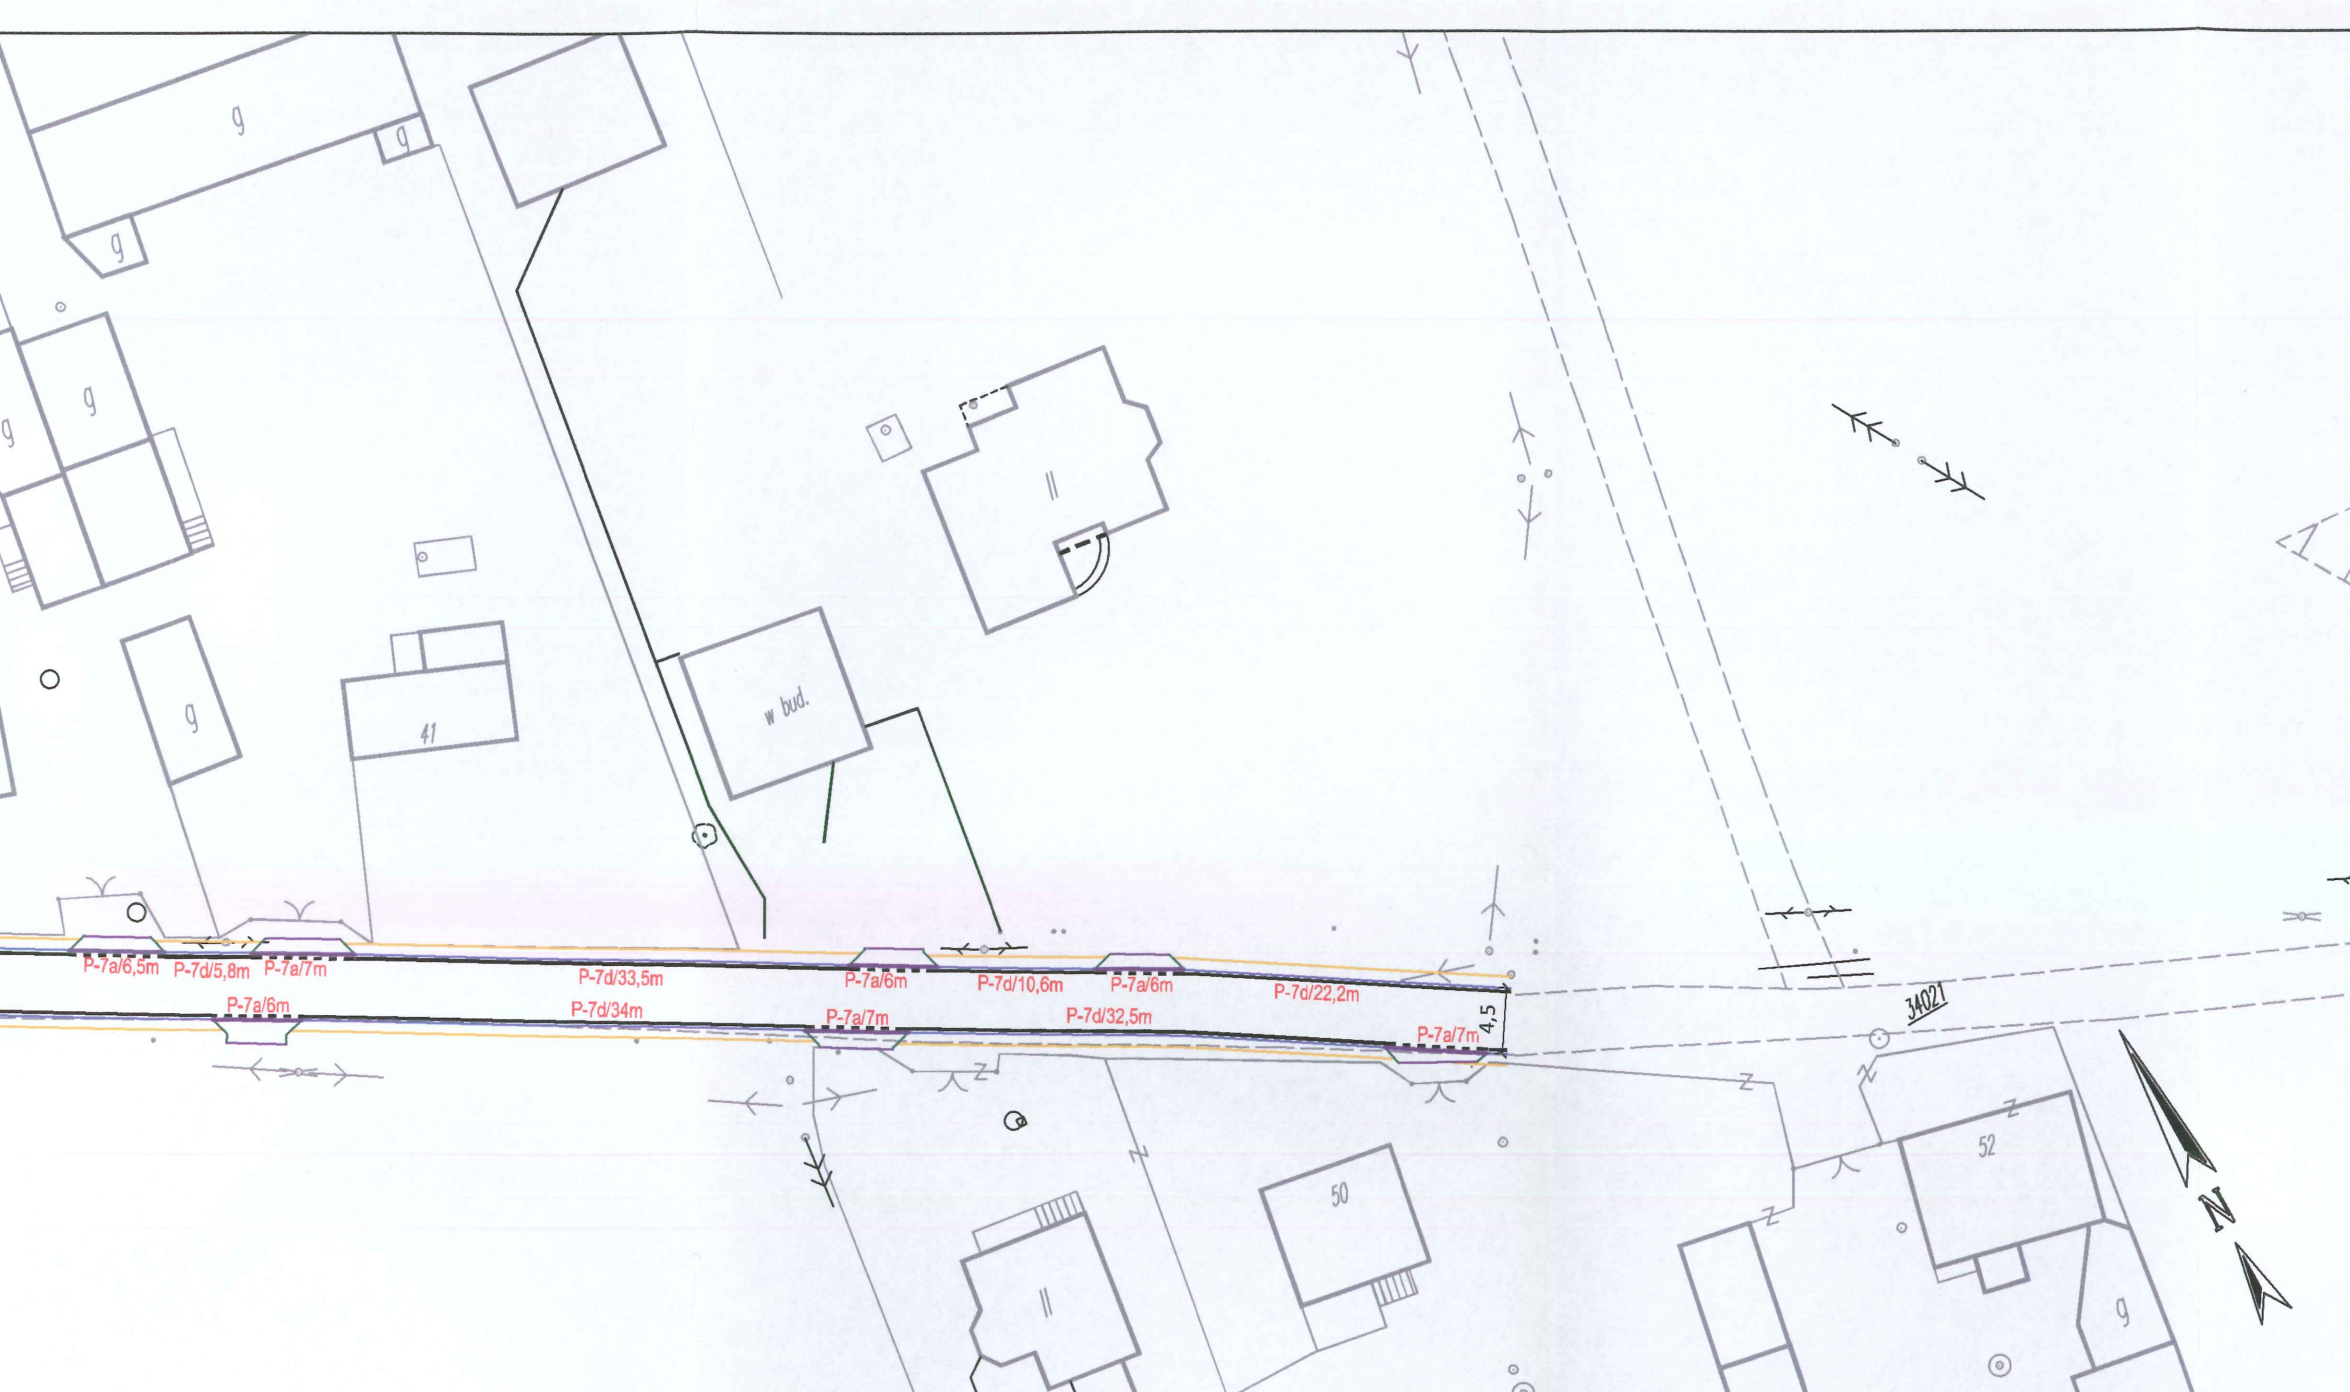 g
g
g
g
g
g
41
w bud.
||
P-7a/6,5m
P-7d/5,8m
P-7a/7m
P-7d/33,5m
P-7a/6m
P-7d/10,6m
P-7a/6m
P-7d/22,2m
P-7a/6m
P-7d/34m
P-7a/7m
P-7d/32,5m
P-7a/7m
4,5
34021
50
52
||
g
N